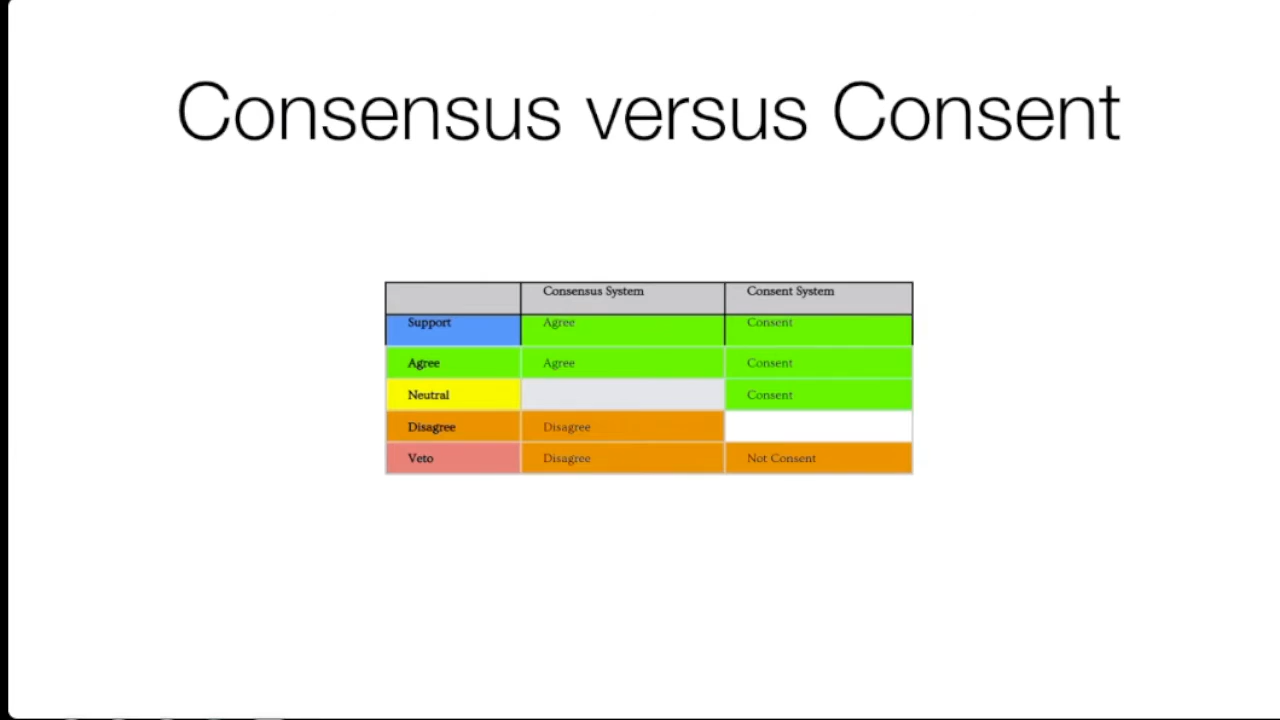 Consensus versus Consent
Consensus System Consent System
Support Agree Consent
Agree Agree Consent
Neutral Consent
Disagree Disagree
Veto Disagree Not Consent